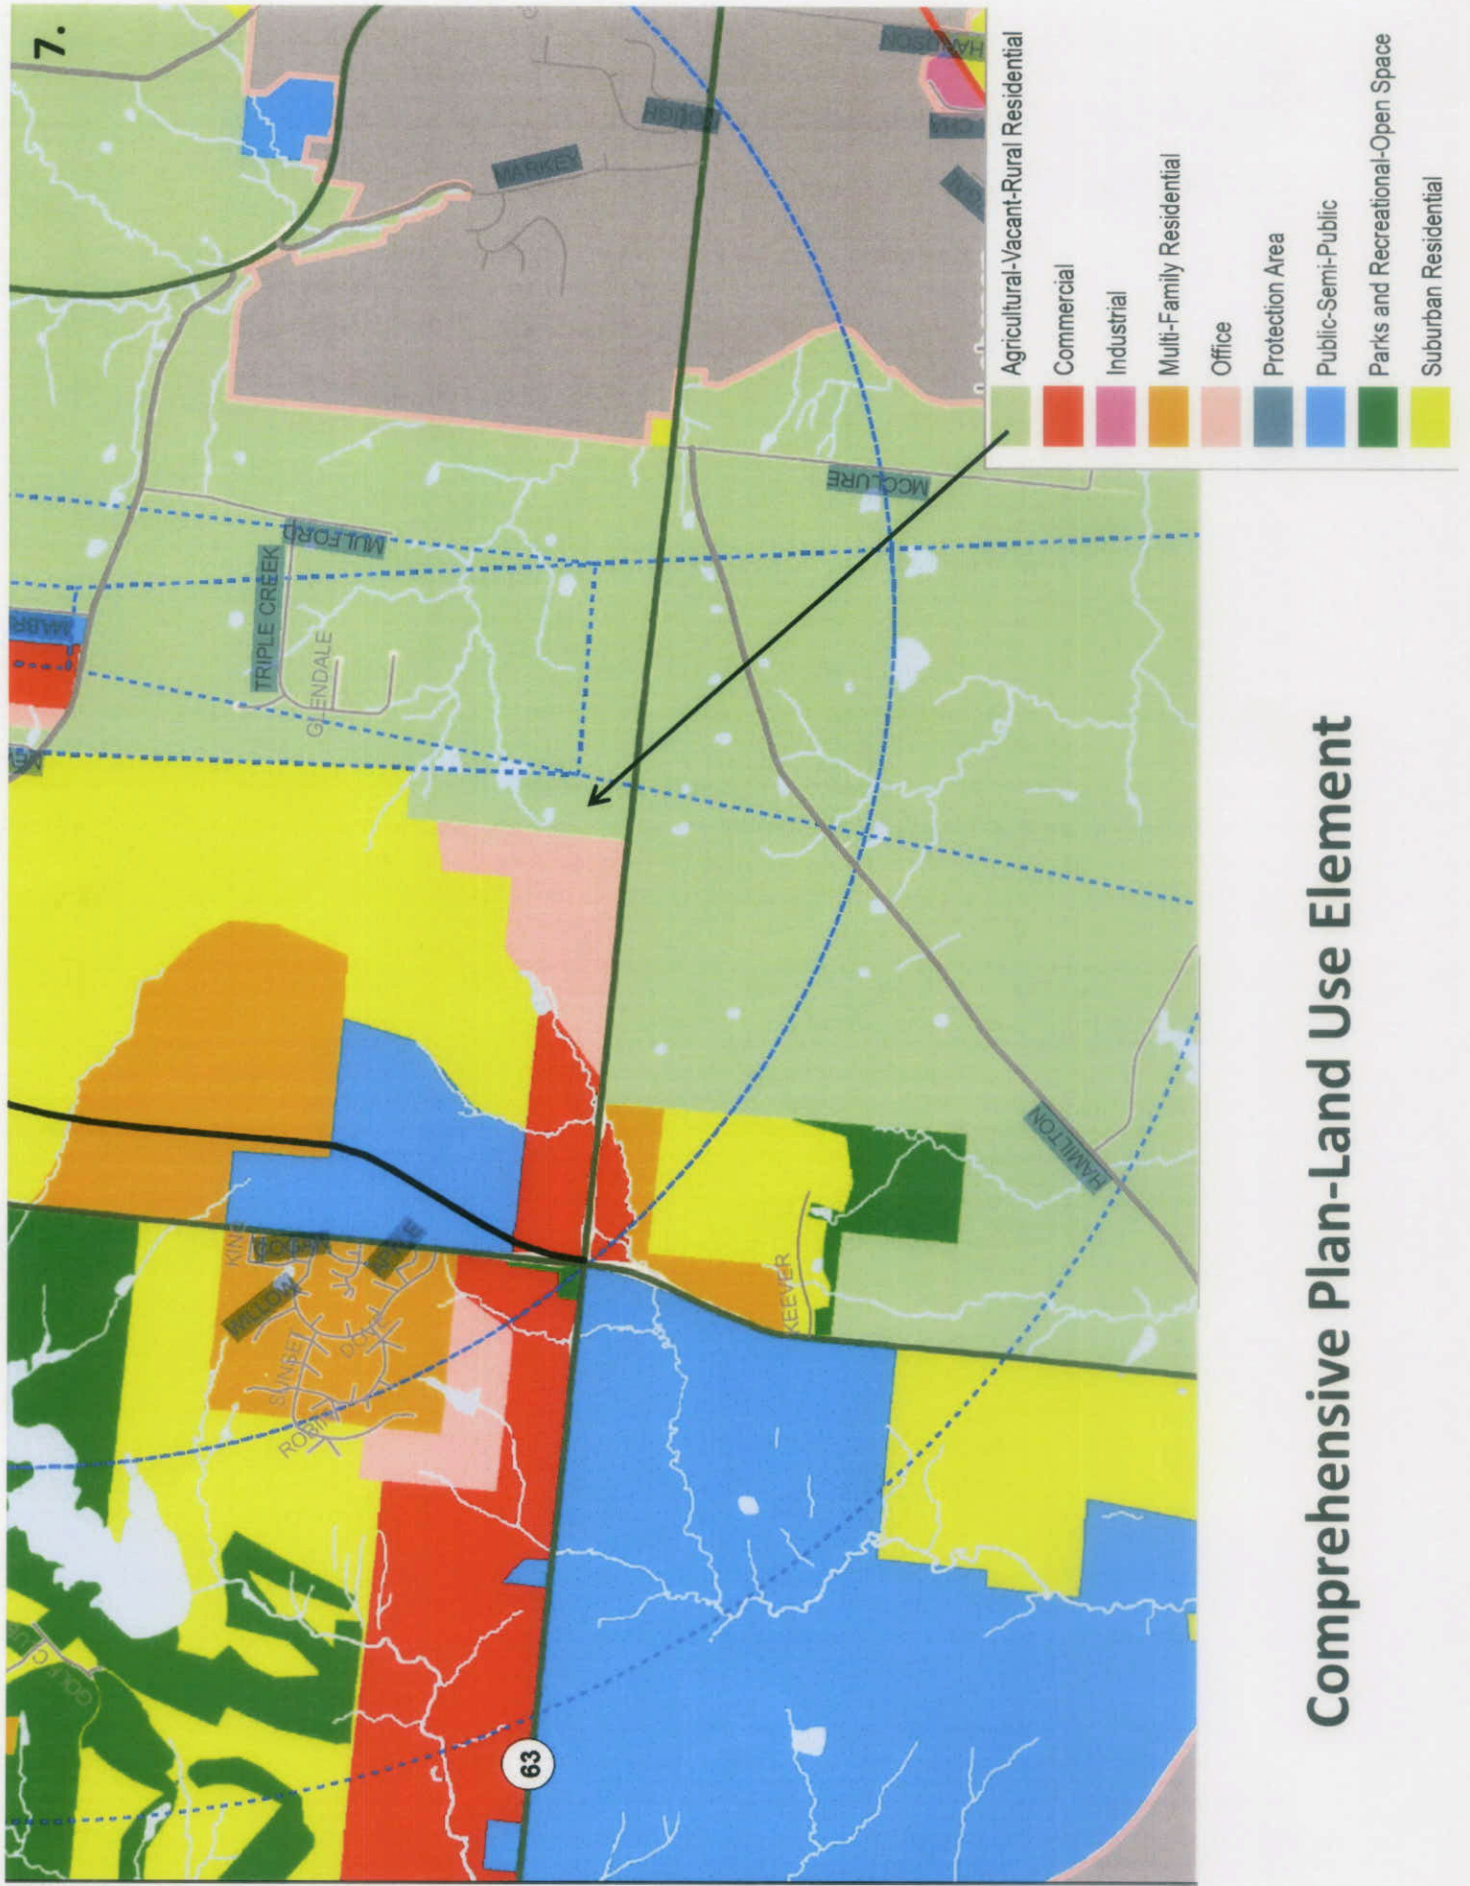 7.
HAMILTON
KEEVER
MCCLURE
TRIPLE CREEK
GLENDALE
MULFORD
MARKEY
KING
WILLOW
SUNSET
DOVE
ROBIN
GOLF
63
Agricultural-Vacant-Rural Residential
Commercial
Industrial
Multi-Family Residential
Office
Protection Area
Public-Semi-Public
Parks and Recreational-Open Space
Suburban Residential
Comprehensive Plan-Land Use Element